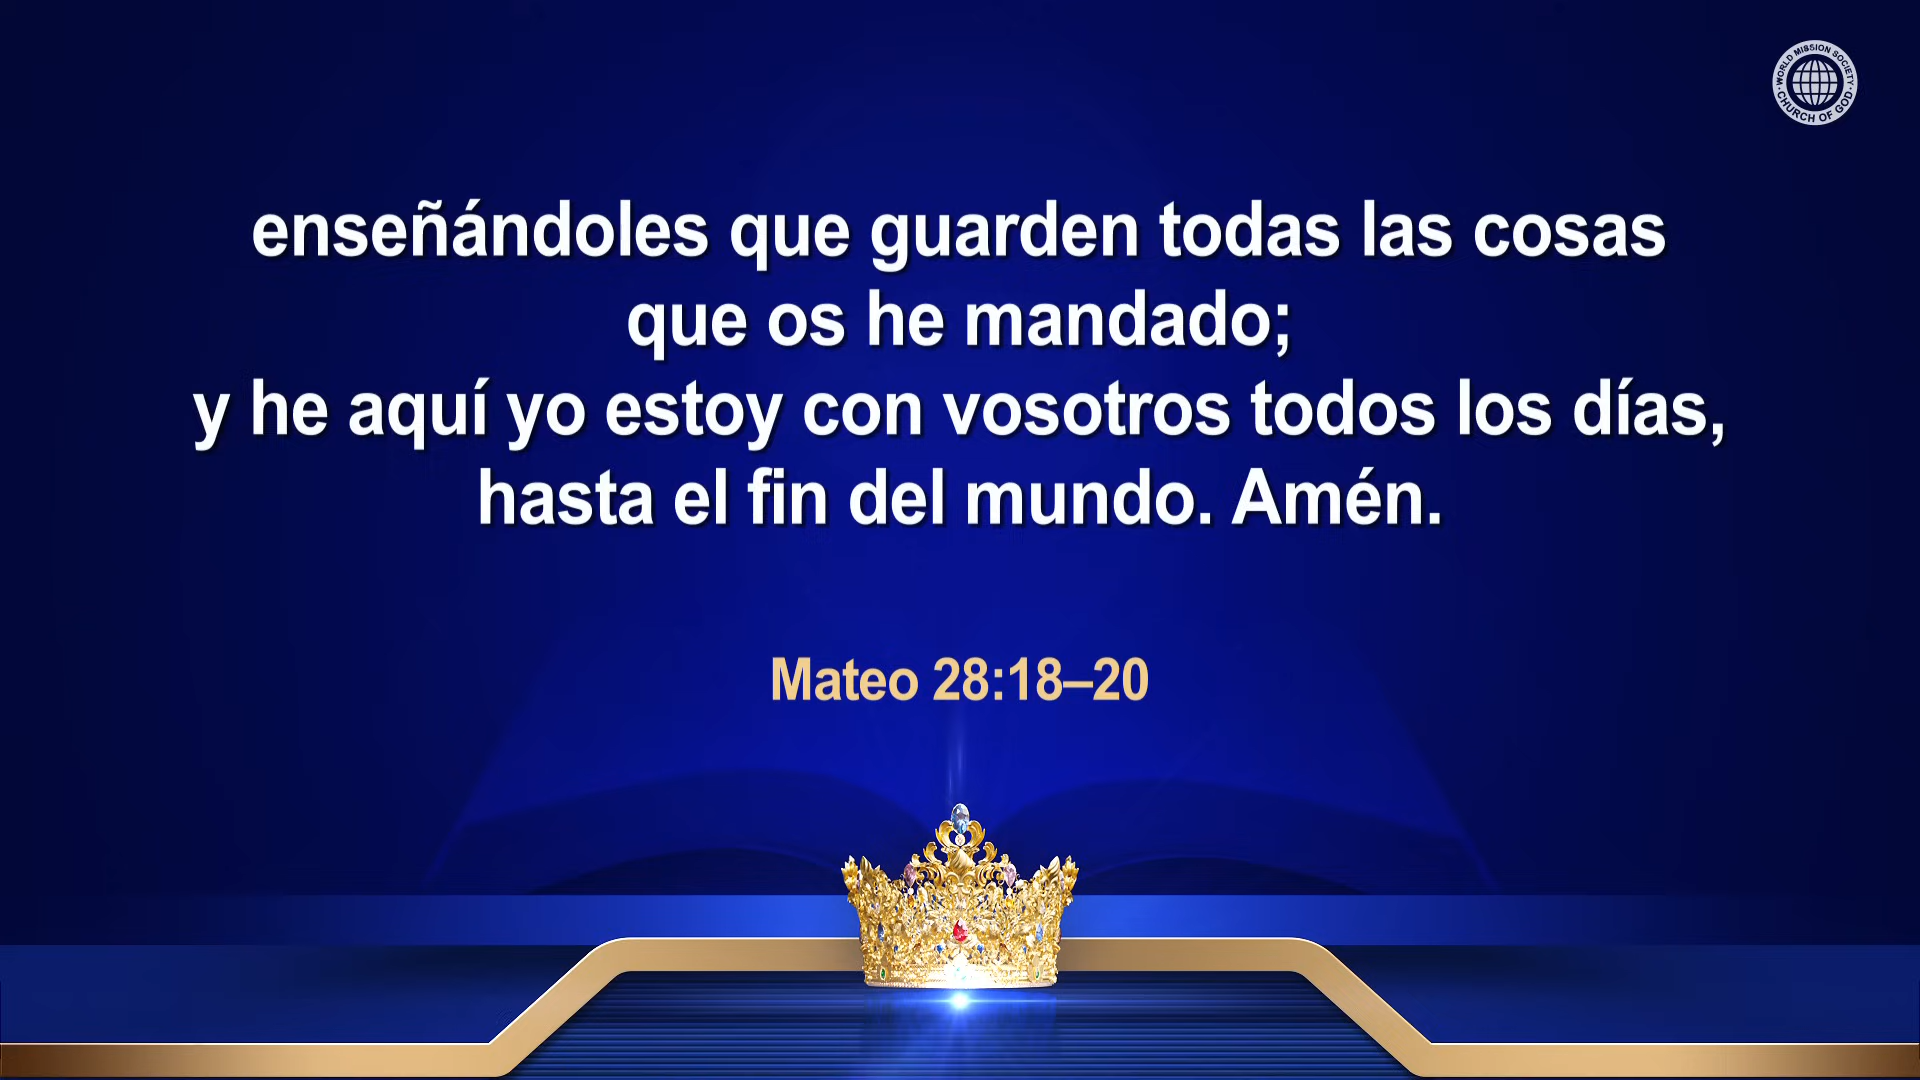 WORLD MISSION SOCIETY
CHURCH OF GOD
enseñándoles que guarden todas las cosas
que os he mandado;
y he aquí yo estoy con vosotros todos los días,
hasta el fin del mundo. Amén.
Mateo 28:18–20